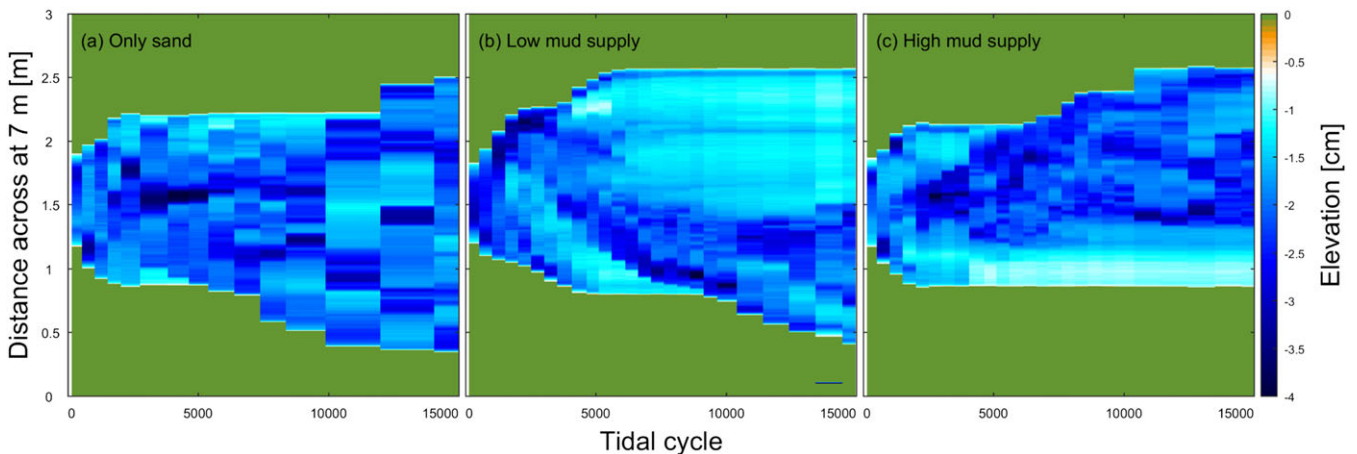 (a) Only sand
(b) Low mud supply
(c) High mud supply
Distance across at 7 m [m]
3
2.5
2
1.5
1
0.5
0
0 5000 10000 15000
0 5000 10000 15000
0 5000 10000 15000
Tidal cycle
0
-0.5
-1
-1.5
-2
-2.5
-3
-3.5
-4
Elevation [cm]